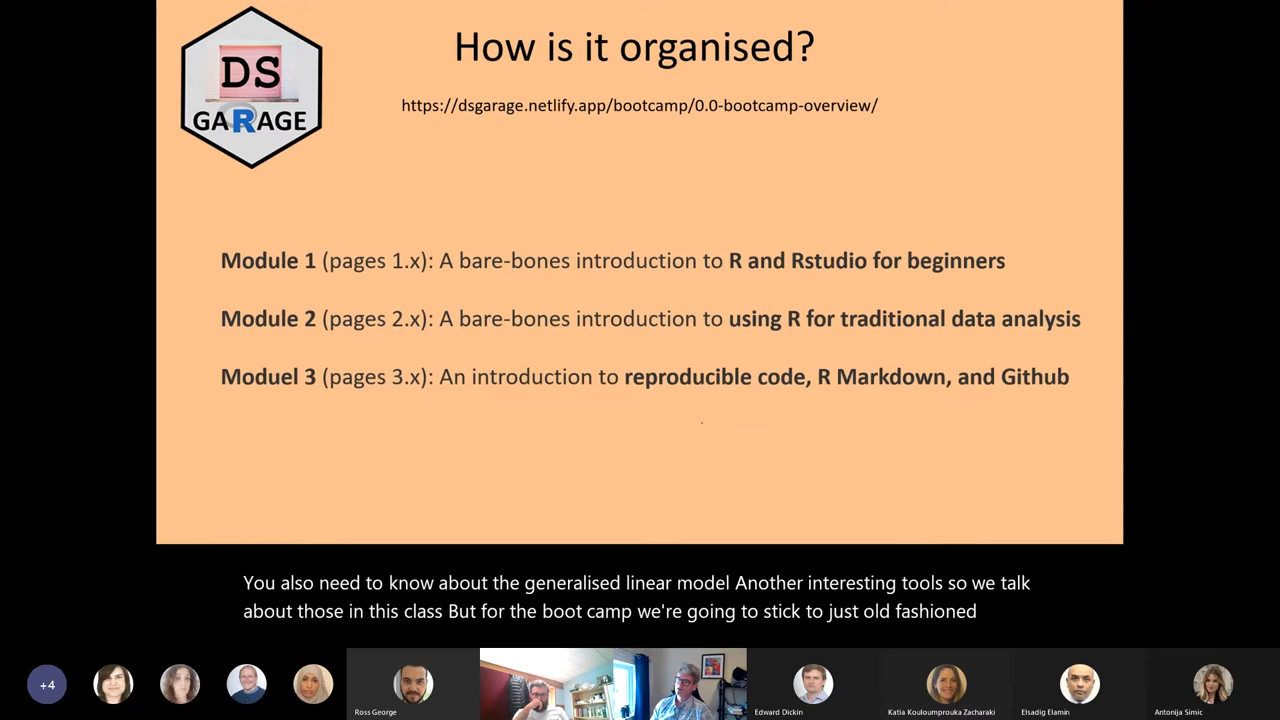 DS
GARAGE
How is it organised?
https://dsgarage.netlify.app/bootcamp/0.0-bootcamp-overview/
Module 1 (pages 1.x): A bare-bones introduction to R and Rstudio for beginners
Module 2 (pages 2.x): A bare-bones introduction to using R for traditional data analysis
Moduel 3 (pages 3.x): An introduction to reproducible code, R Markdown, and Github
You also need to know about the generalised linear model Another interesting tools so we talk
about those in this class But for the boot camp we're going to stick to just old fashioned
+4
Ross George
Edward Dickin
Katia Kouloumprouka Zacharaki
Elsadig Elamin
Antonija Simic